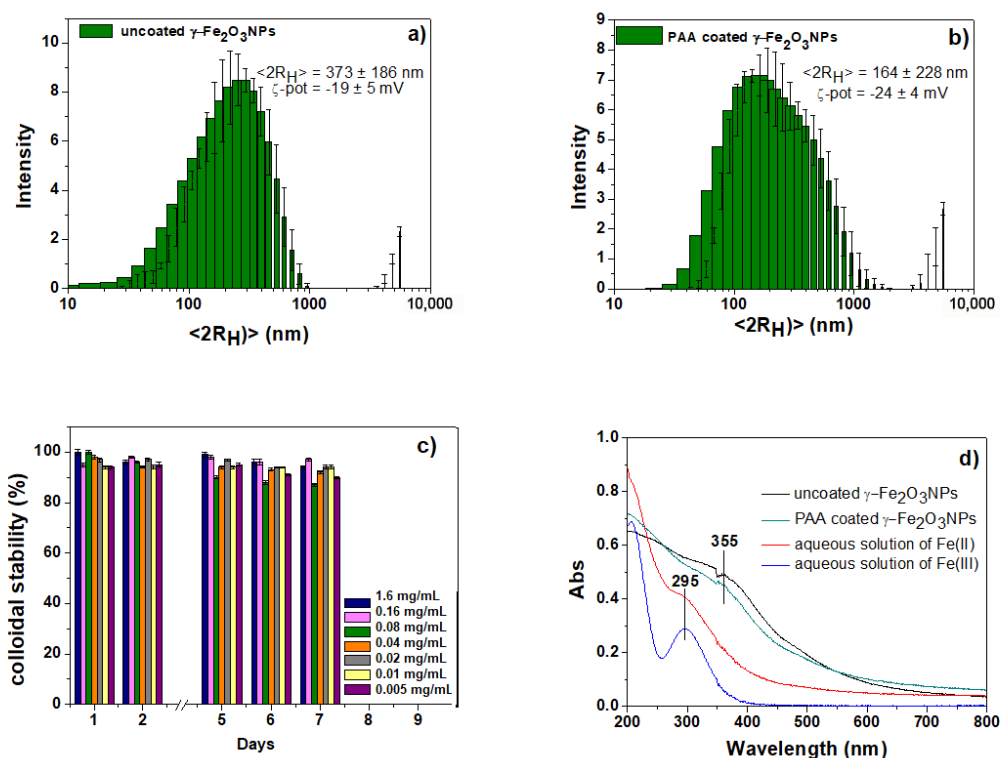 uncoated γ–Fe2O3NPs
a)
<2RH> = 373 ± 186 nm
ζ-pot = -19 ± 5 mV
Intensity
10
8
6
4
2
0
10
100
1000
10,000
<2RH)> (nm)
PAA coated γ–Fe2O3NPs
b)
<2RH> = 164 ± 228 nm
ζ-pot = -24 ± 4 mV
Intensity
9
8
7
6
5
4
3
2
1
0
10
100
1000
10,000
<2RH)> (nm)
c)
colloidal stability (%)
100
80
60
40
20
0
1.6 mg/mL
0.16 mg/mL
0.08 mg/mL
0.04 mg/mL
0.02 mg/mL
0.01 mg/mL
0.005 mg/mL
1
2
5
6
7
8
9
Days
d)
uncoated γ–Fe2O3NPs
PAA coated γ–Fe2O3NPs
aqueous solution of Fe(II)
aqueous solution of Fe(III)
355
295
Abs
1.0
0.8
0.6
0.4
0.2
0.0
200
300
400
500
600
700
800
Wavelength (nm)